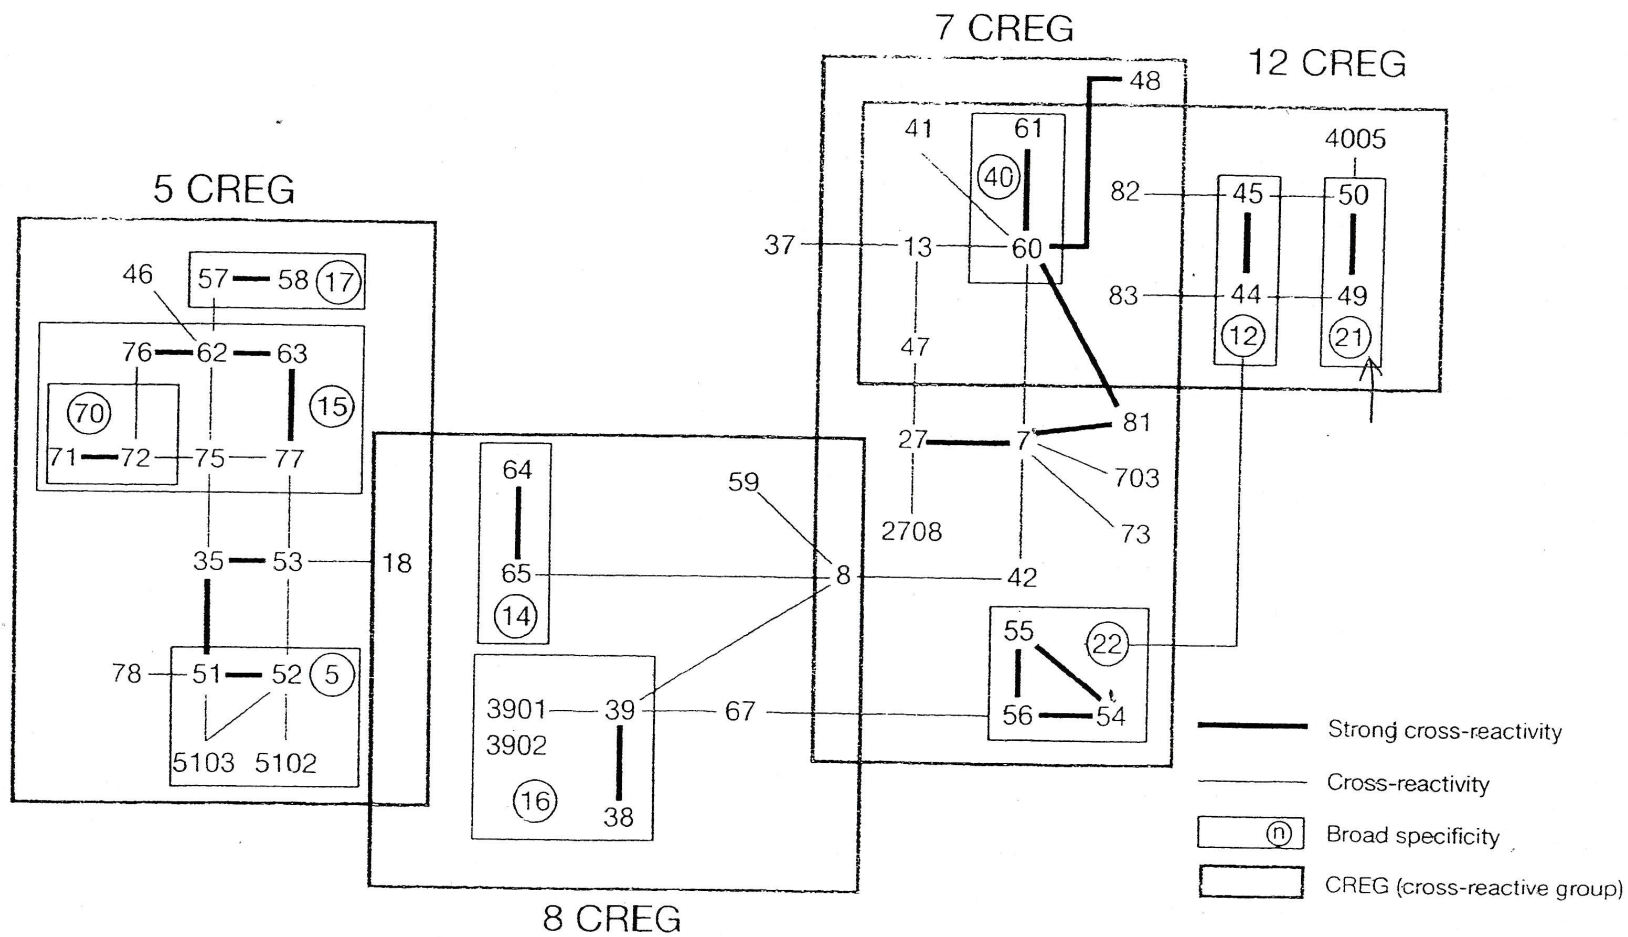 7 CREG
12 CREG
48
41 61 4005
40
5 CREG
82 45 50
37 13 60
46 57 58 17
83 44 49
12 21
76 62 63
47
70 15
81
71 72 75 77
27 7
64
59
703
2708 73
35 53 18
65 8 42
14
55 22
78 51 52 5
3901 39 67 56 54
3902
5103 5102
16
38
Strong cross-reactivity
Cross-reactivity
n Broad specificity
CREG (cross-reactive group)
8 CREG